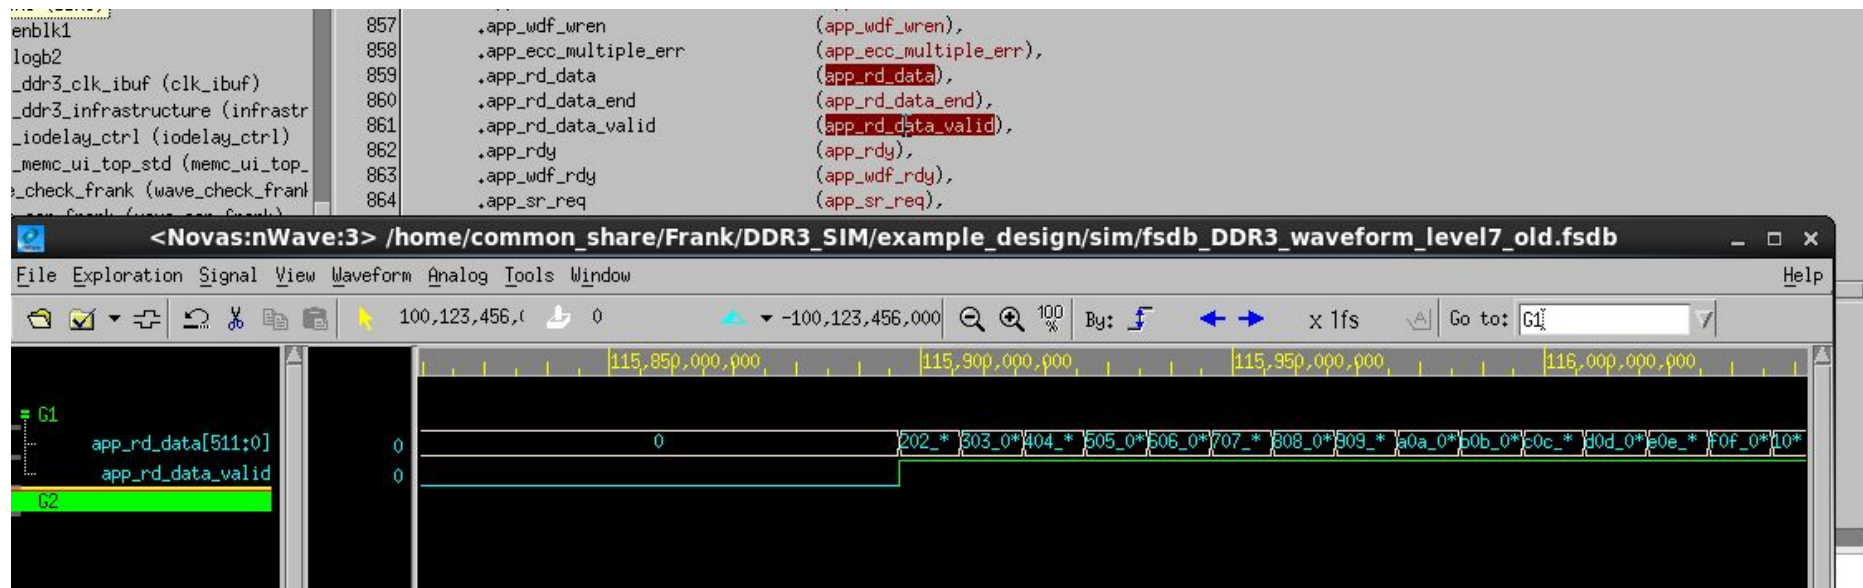 enblk1
logb2
_ddr3_clk_ibuf (clk_ibuf)
_ddr3_infrastructure (infrastr
_iodelay_ctrl (iodelay_ctrl)
_memc_ui_top_std (memc_ui_top_
_check_frank (wave_check_frank
857 .app_wdf_wren (app_wdf_wren),
858 .app_ecc_multiple_err (app_ecc_multiple_err),
859 .app_rd_data (app_rd_data),
860 .app_rd_data_end (app_rd_data_end),
861 .app_rd_data_valid (app_rd_data_valid),
862 .app_rdy (app_rdy),
863 .app_wdf_rdy (app_wdf_rdy),
864 .app_sr_req (app_sr_req),
<Novas:nWave:3> /home/common_share/Frank/DDR3_SIM/example_design/sim/fsdb_DDR3_waveform_level7_old.fsdb
File Exploration Signal View Waveform Analog Tools Window Help
100,123,456,( 0 -100,123,456,000 100 % By: x 1fs Go to: G1
115,850,000,000 115,900,000,000 115,950,000,000 116,000,000,000
G1
app_rd_data[511:0] 0 0 202_* 303_0* 404_* 505_0* 606_0* 707_* 808_0* 909_* a0a_0* b0b_0* c0c_* d0d_0* e0e_* f0f_0* 10*
app_rd_data_valid 0
G2